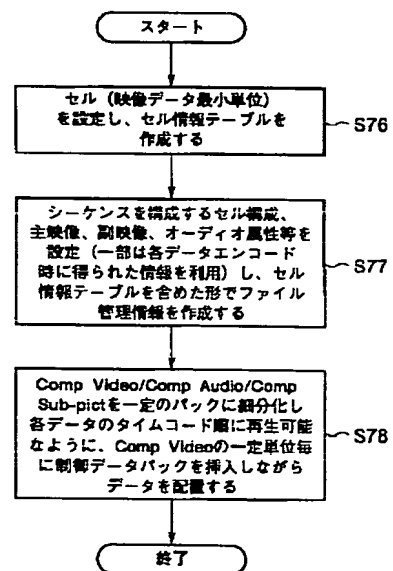 スタート
セル（映像データ最小単位）
を設定し、セル情報テーブルを
作成する
S76
シーケンスを構成するセル構成、
主映像、副映像、オーディオ属性等を
設定（一部は各データエンコード
時に得られた情報を利用）し、セル
情報テーブルを含めた形でファイル
管理情報を作成する
S77
Comp Video/Comp Audio/Comp
Sub-pictを一定のパックに細分化し
各データのタイムコード順に再生可能
なように、Comp Videoの一定単位毎
に制御データパックを挿入しながら
データを配置する
S78
終了